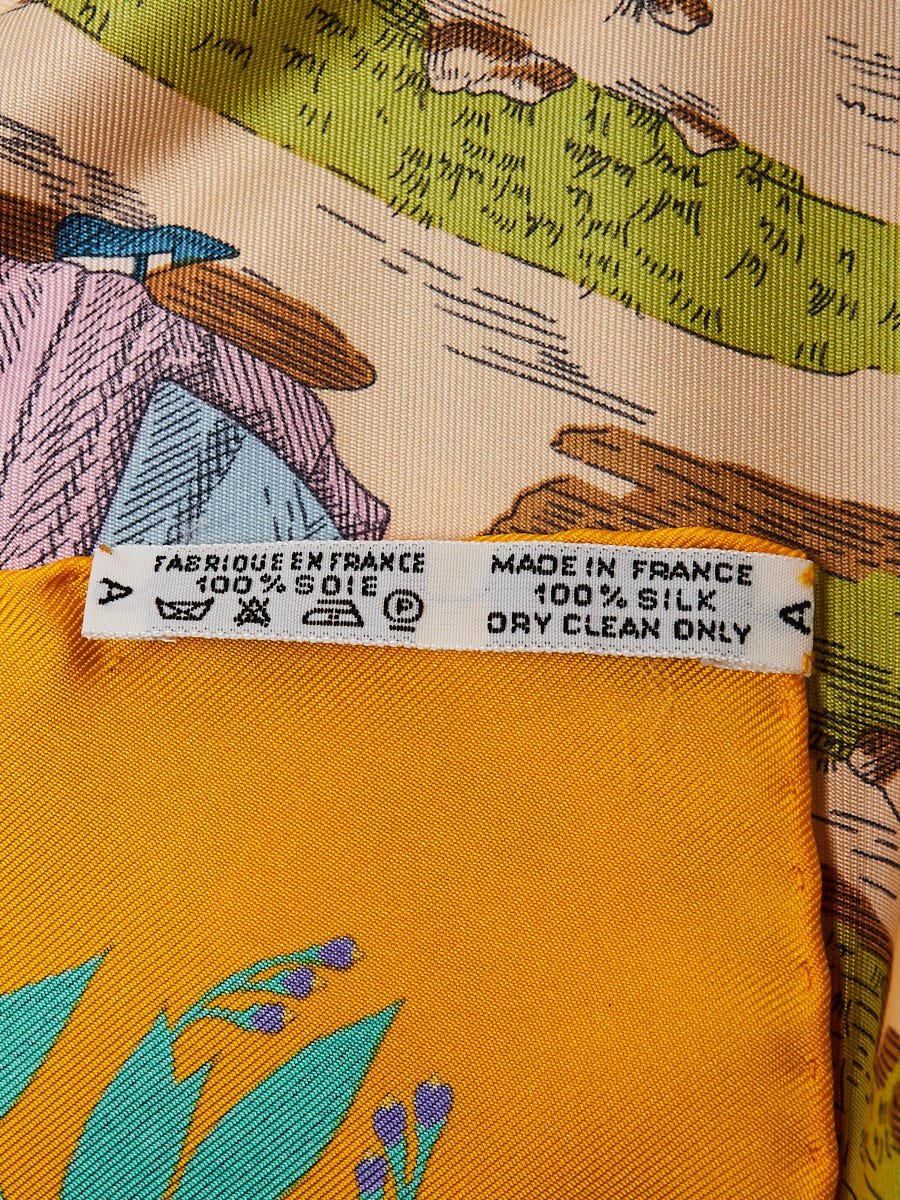 A
FABRIQUE EN FRANCE
100% SOIE
P
MADE IN FRANCE
100% SILK
DRY CLEAN ONLY
A